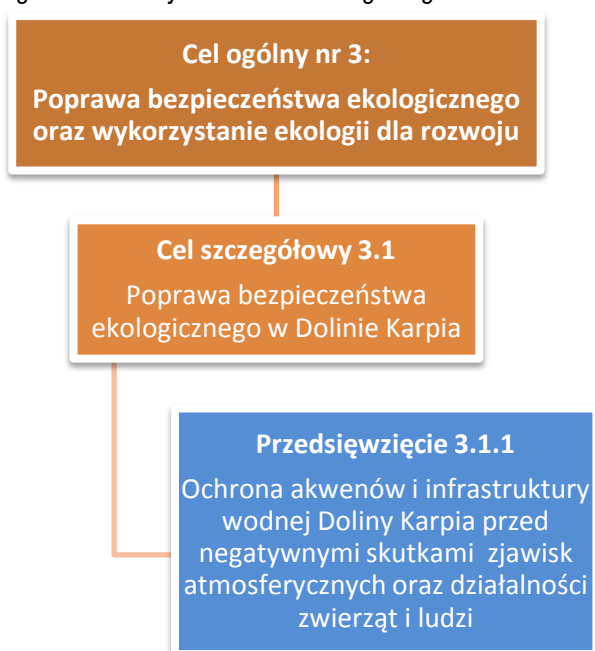 Cel ogólny nr 3:
Poprawa bezpieczeństwa ekologicznego
oraz wykorzystanie ekologii dla rozwoju
Cel szczegółowy 3.1
Poprawa bezpieczeństwa
ekologicznego w Dolinie Karpia
Przedsięwzięcie 3.1.1
Ochrona akwenów i infrastruktury
wodnej Doliny Karpia przed
negatywnymi skutkami zjawisk
atmosferycznych oraz działalności
zwierząt i ludzi